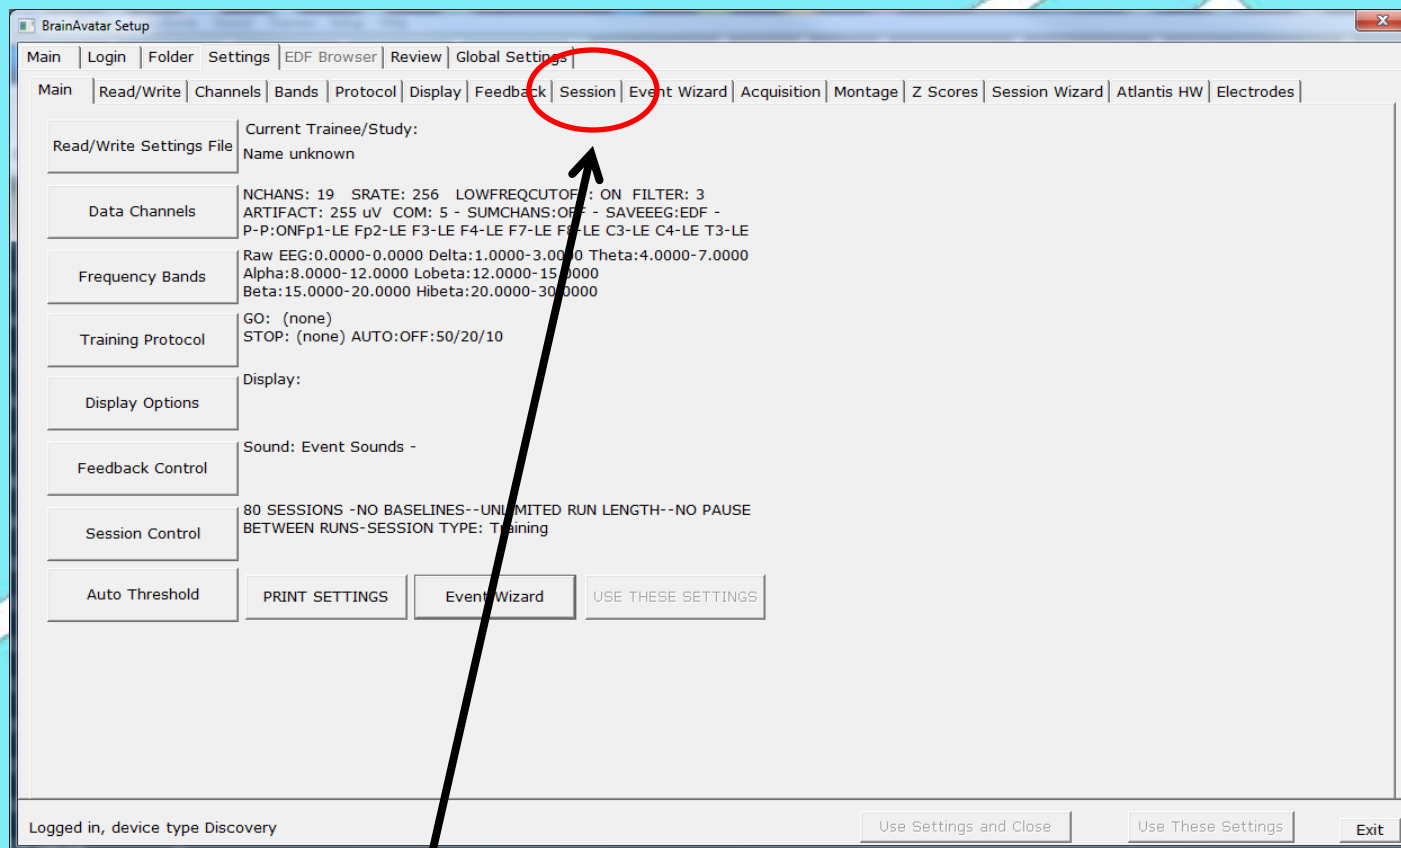 BrainAvatar Setup
Main Login Folder Settings EDF Browser Review Global Settings
Main Read/Write Channels Bands Protocol Display Feedback Session Event Wizard Acquisition Montage Z Scores Session Wizard Atlantis HW Electrodes
Read/Write Settings File
Current Trainee/Study:
Name unknown
Data Channels
NCHANS: 19 SRATE: 256 LOWFREQCUTOFF: ON FILTER: 3
ARTIFACT: 255 uV COM: 5 - SUMCHANS:OFF - SAVEEEG:EDF -
P-P:ONFp1-LE Fp2-LE F3-LE F4-LE F7-LE F8-LE C3-LE C4-LE T3-LE
Frequency Bands
Raw EEG:0.0000-0.0000 Delta:1.0000-3.0000 Theta:4.0000-7.0000
Alpha:8.0000-12.0000 Lobeta:12.0000-15.0000
Beta:15.0000-20.0000 Hibeta:20.0000-30.0000
Training Protocol
GO: (none)
STOP: (none) AUTO:OFF:50/20/10
Display Options
Display:
Feedback Control
Sound: Event Sounds -
Session Control
80 SESSIONS -NO BASELINES--UNLIMITED RUN LENGTH--NO PAUSE
BETWEEN RUNS-SESSION TYPE: Training
Auto Threshold PRINT SETTINGS Event Wizard USE THESE SETTINGS
Logged in, device type Discovery Use Settings and Close Use These Settings Exit